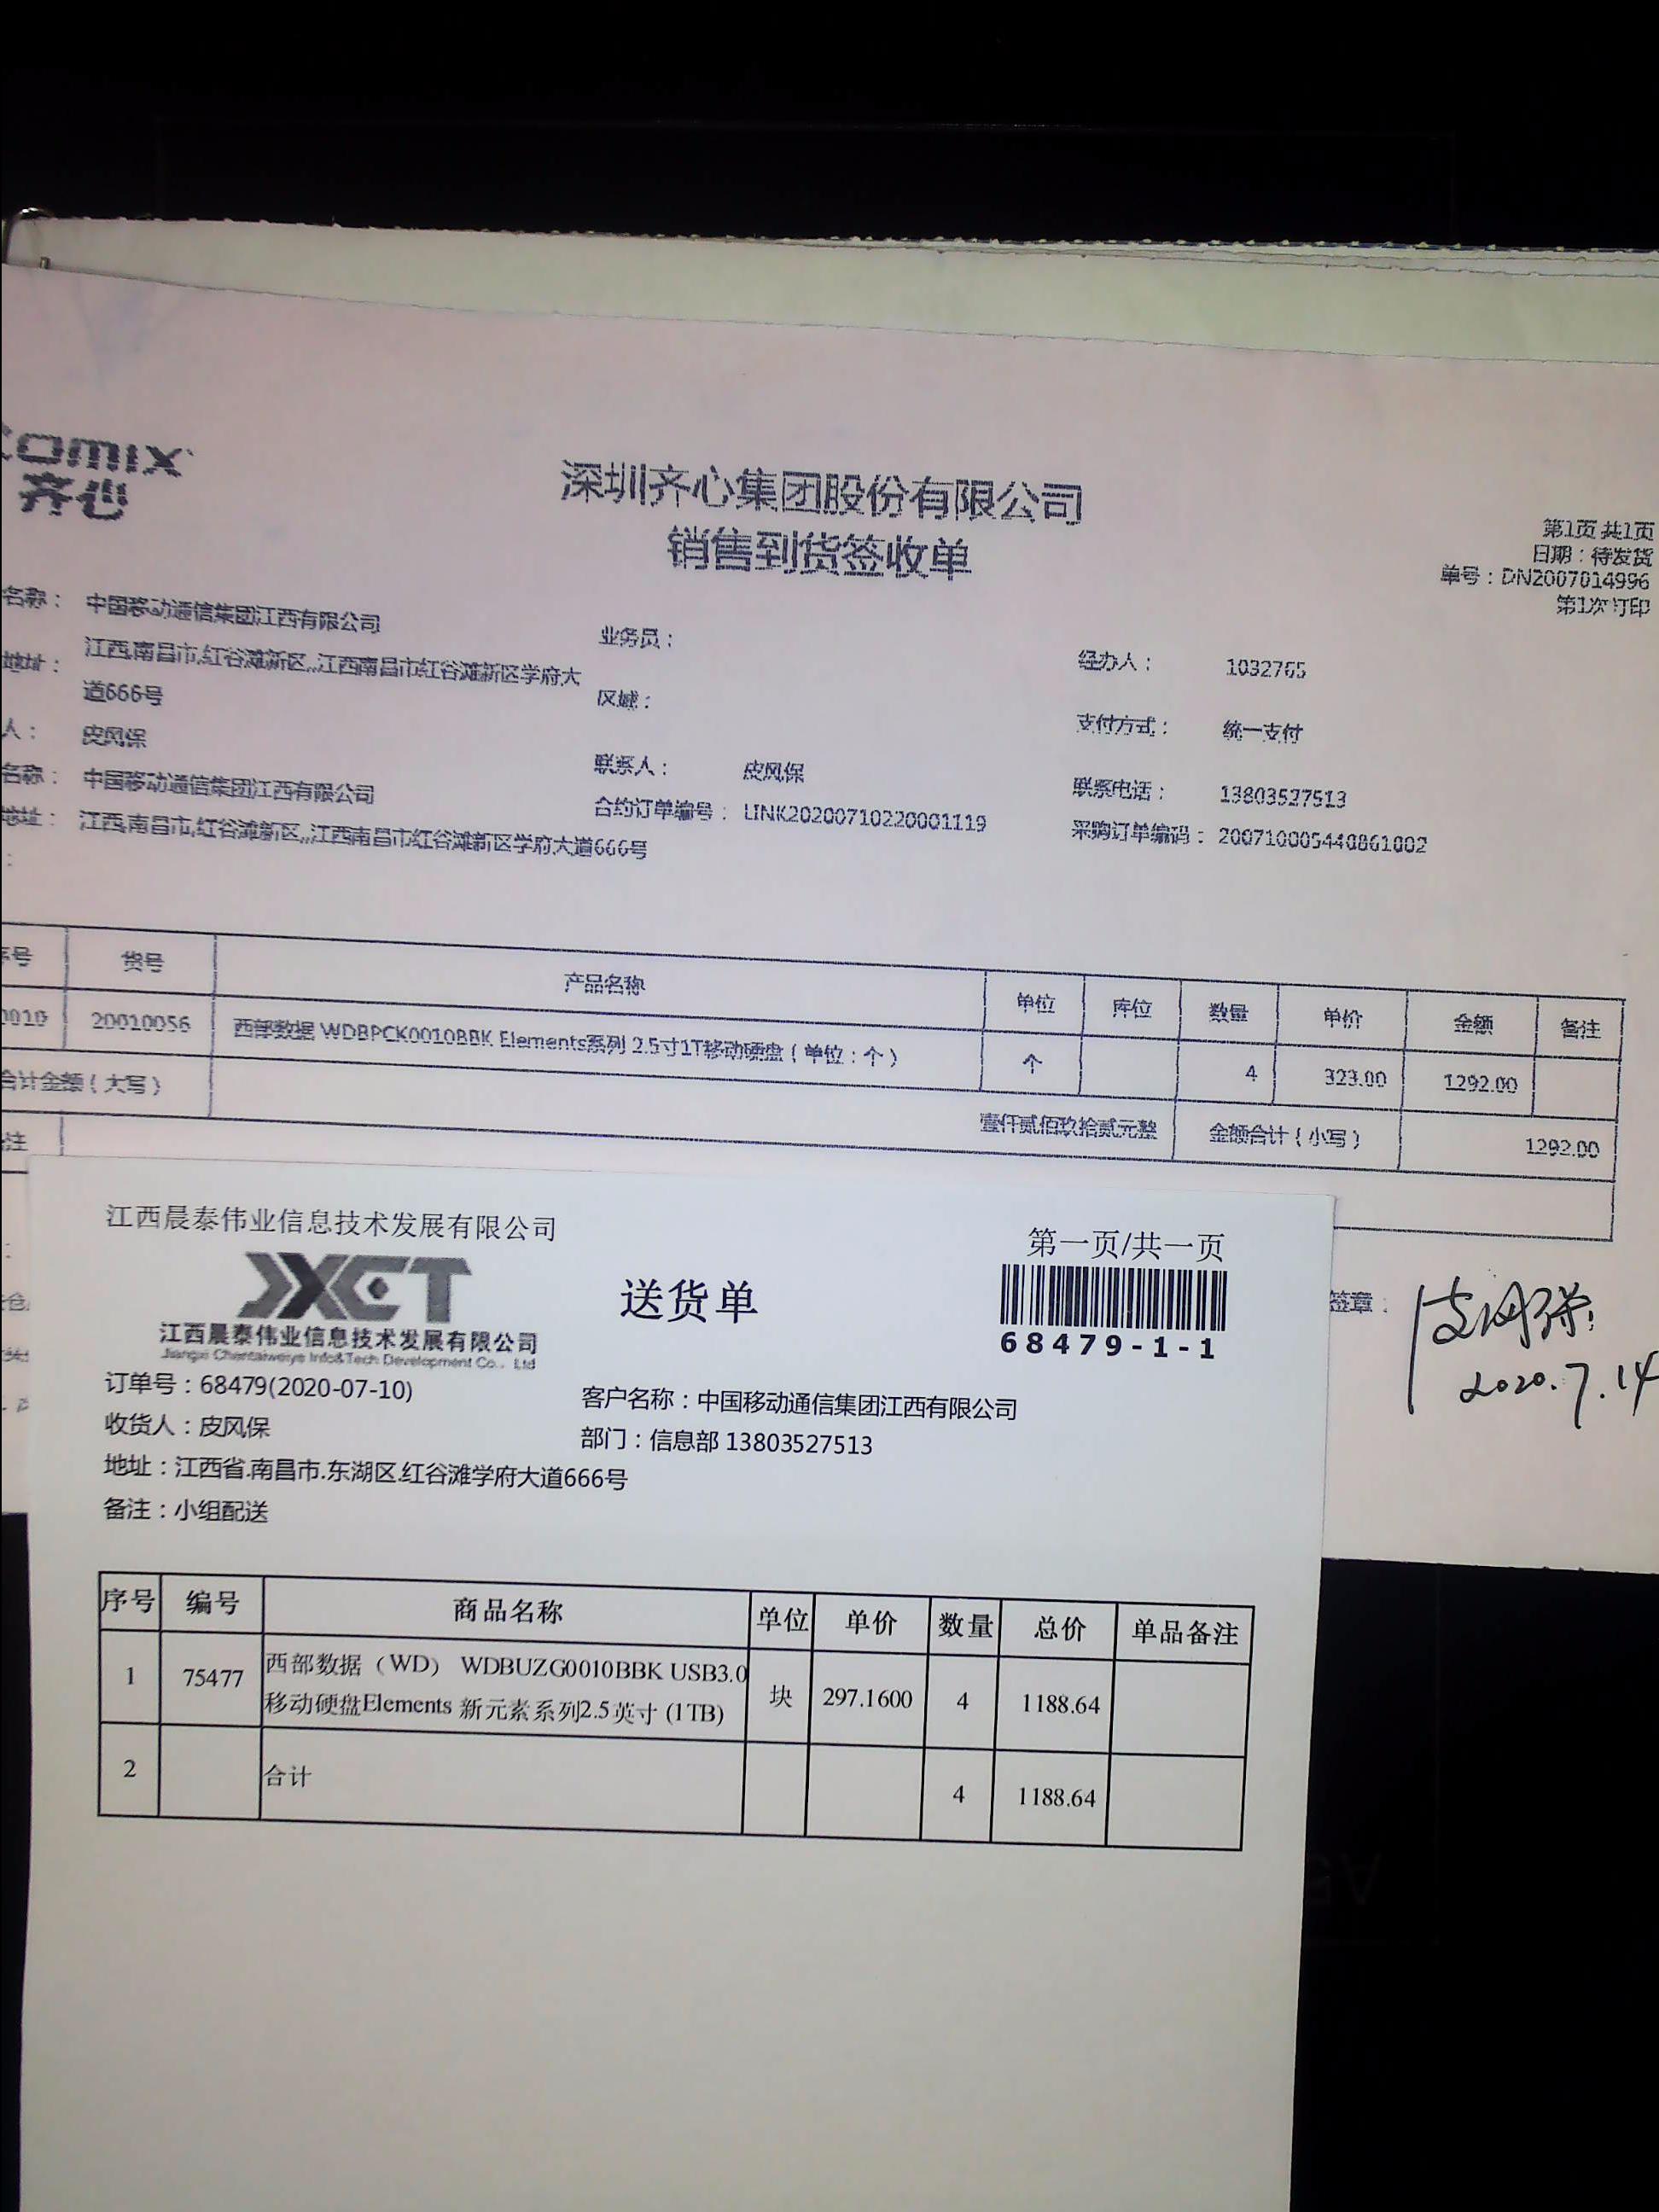 comix
齐心
深圳齐心集团股份有限公司
销售到货签收单
第1页 共1页
日期：待发货
单号：DN2007014996
第1次打印
名称： 中国移动通信集团江西有限公司
业务员：
经办人： 1032765
地址： 江西,南昌市,红谷滩新区,,江西南昌市红谷滩新区学府大
道666号
区域：
支付方式： 统一支付
人： 皮风保
联系人： 皮风保
联系电话： 13803527513
名称： 中国移动通信集团江西有限公司
合约订单编号： LINK20200710220001119
采购订单编码： 200710005440861002
地址： 江西,南昌市,红谷滩新区,,江西南昌市红谷滩新区学府大道666号
序号 货号 产品名称 单位 库位 数量 单价 金额 备注
0010 20010056 西部数据 WDBPCK0010BBK Elements系列 2.5寸1T移动硬盘（单位：个） 个 4 323.00 1292.00
合计金额（大写） 壹仟贰佰玖拾贰元整 金额合计（小写） 1292.00
注
签章： 皮风保
2020.7.14
江西晨泰伟业信息技术发展有限公司
第一页/共一页
XCT
送货单
江西晨泰伟业信息技术发展有限公司
Jiangxi Chentaiweiye Info&Tech Development Co., Ltd
68479-1-1
订单号：68479(2020-07-10)
客户名称：中国移动通信集团江西有限公司
收货人：皮风保
部门：信息部 13803527513
地址：江西省.南昌市.东湖区.红谷滩学府大道666号
备注：小组配送
序号 编号 商品名称 单位 单价 数量 总价 单品备注
1 75477 西部数据（WD） WDBUZG0010BBK USB3.0
移动硬盘Elements 新元素系列2.5英寸 (1TB) 块 297.1600 4 1188.64
2 合计 4 1188.64